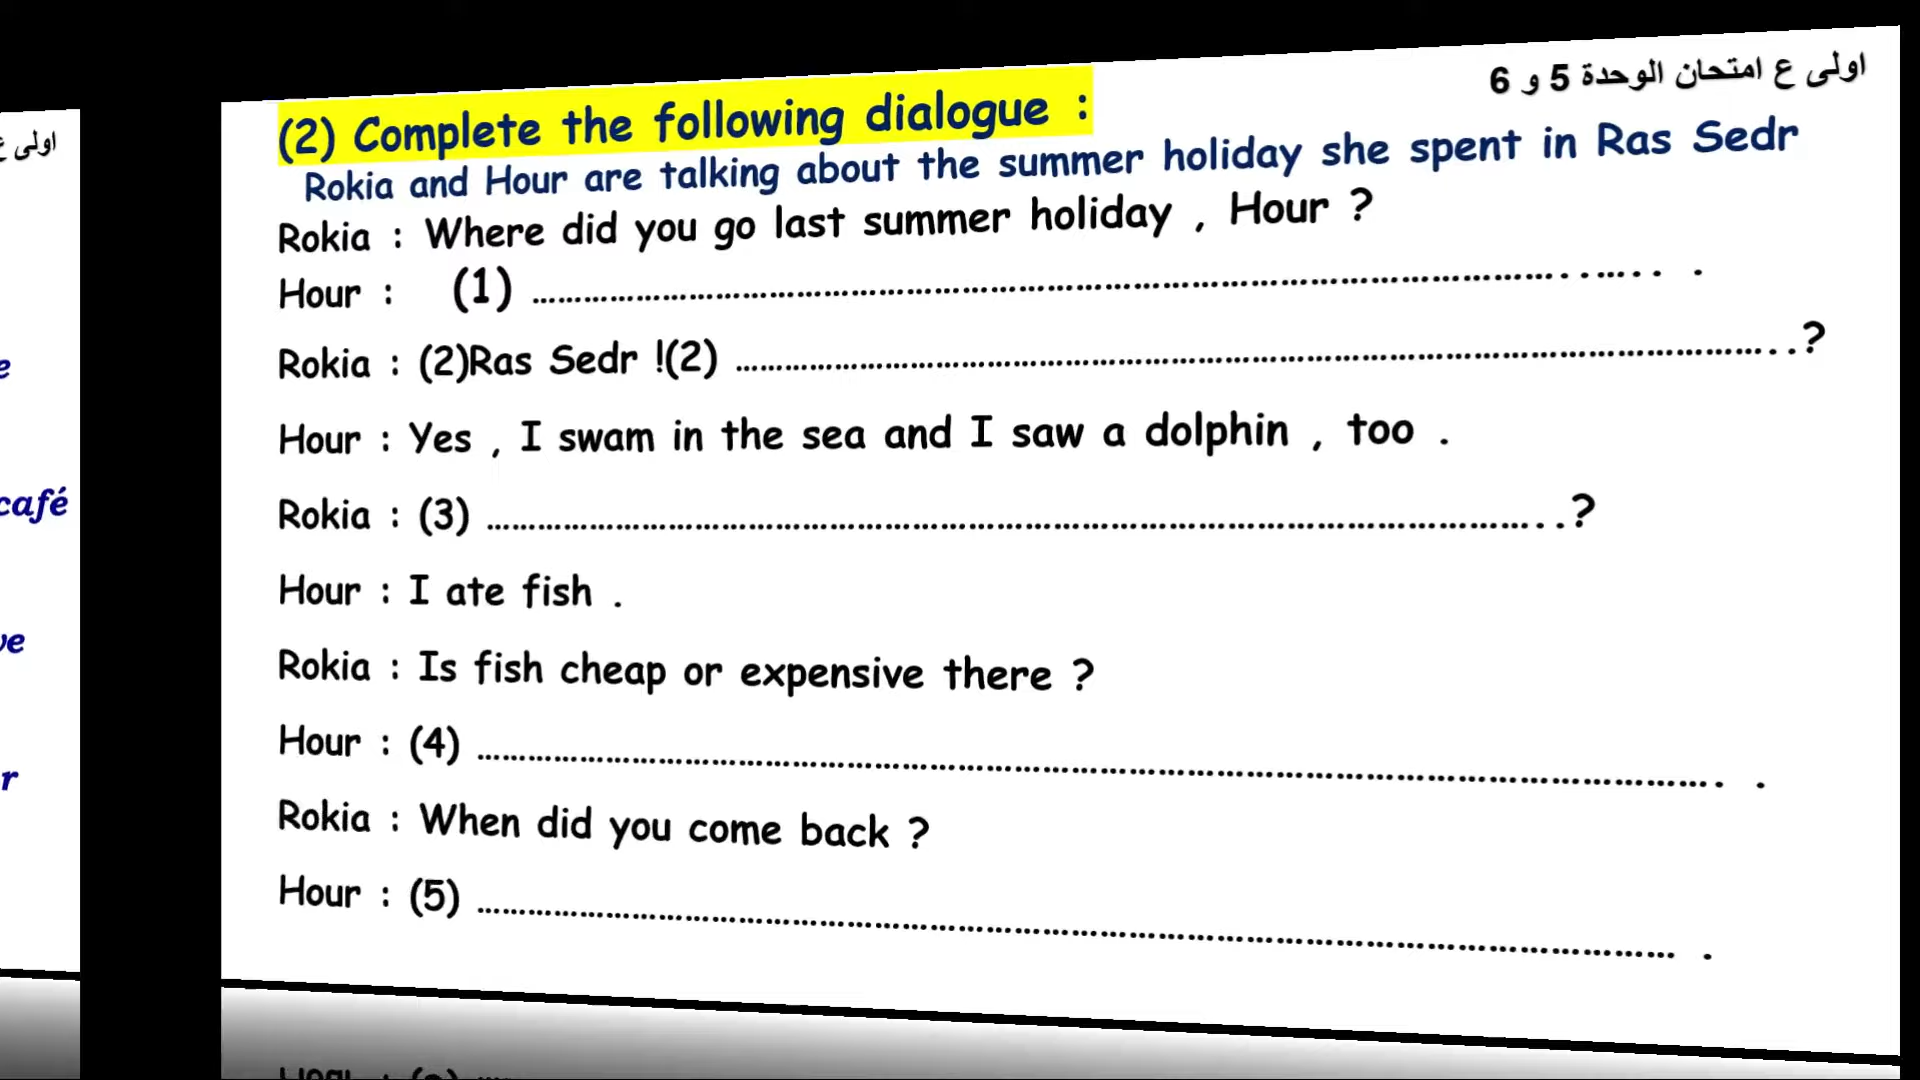 اولى ع امتحان الوحدة 5 و 6
(2) Complete the following dialogue :
Rokia and Hour are talking about the summer holiday she spent in Ras Sedr
Rokia : Where did you go last summer holiday , Hour ?
Hour : (1) ........................................ .
Rokia : (2)Ras Sedr !(2) ........................................?
Hour : Yes , I swam in the sea and I saw a dolphin , too .
Rokia : (3) ........................................?
Hour : I ate fish .
Rokia : Is fish cheap or expensive there ?
Hour : (4) ........................................ .
Rokia : When did you come back ?
Hour : (5) ........................................ .
اولى ع
e
café
ve
r